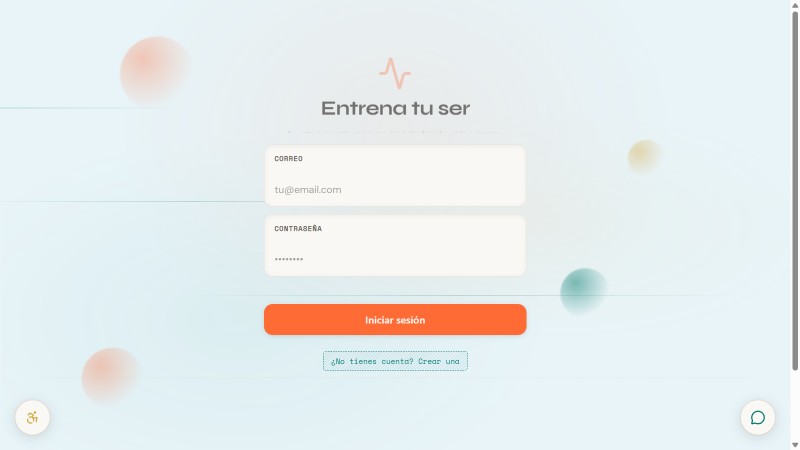 Entrena tu ser
CORREO
tu@email.com
CONTRASEÑA
Iniciar sesión
¿No tienes cuenta? Crear una